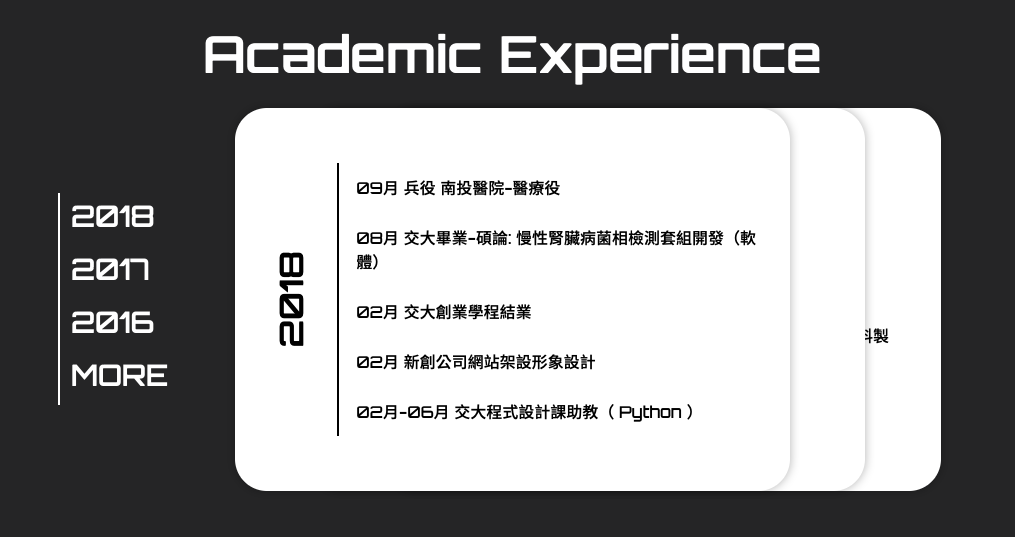 Academic Experience
2018
2017
2016
MORE
2018
09月 兵役 南投醫院-醫療役
08月 交大畢業-碩論: 慢性腎臟病菌相檢測套組開發（軟
體）
02月 交大創業學程結業
02月 新創公司網站架設形象設計
02月-06月 交大程式設計課助教（ Python ）
製